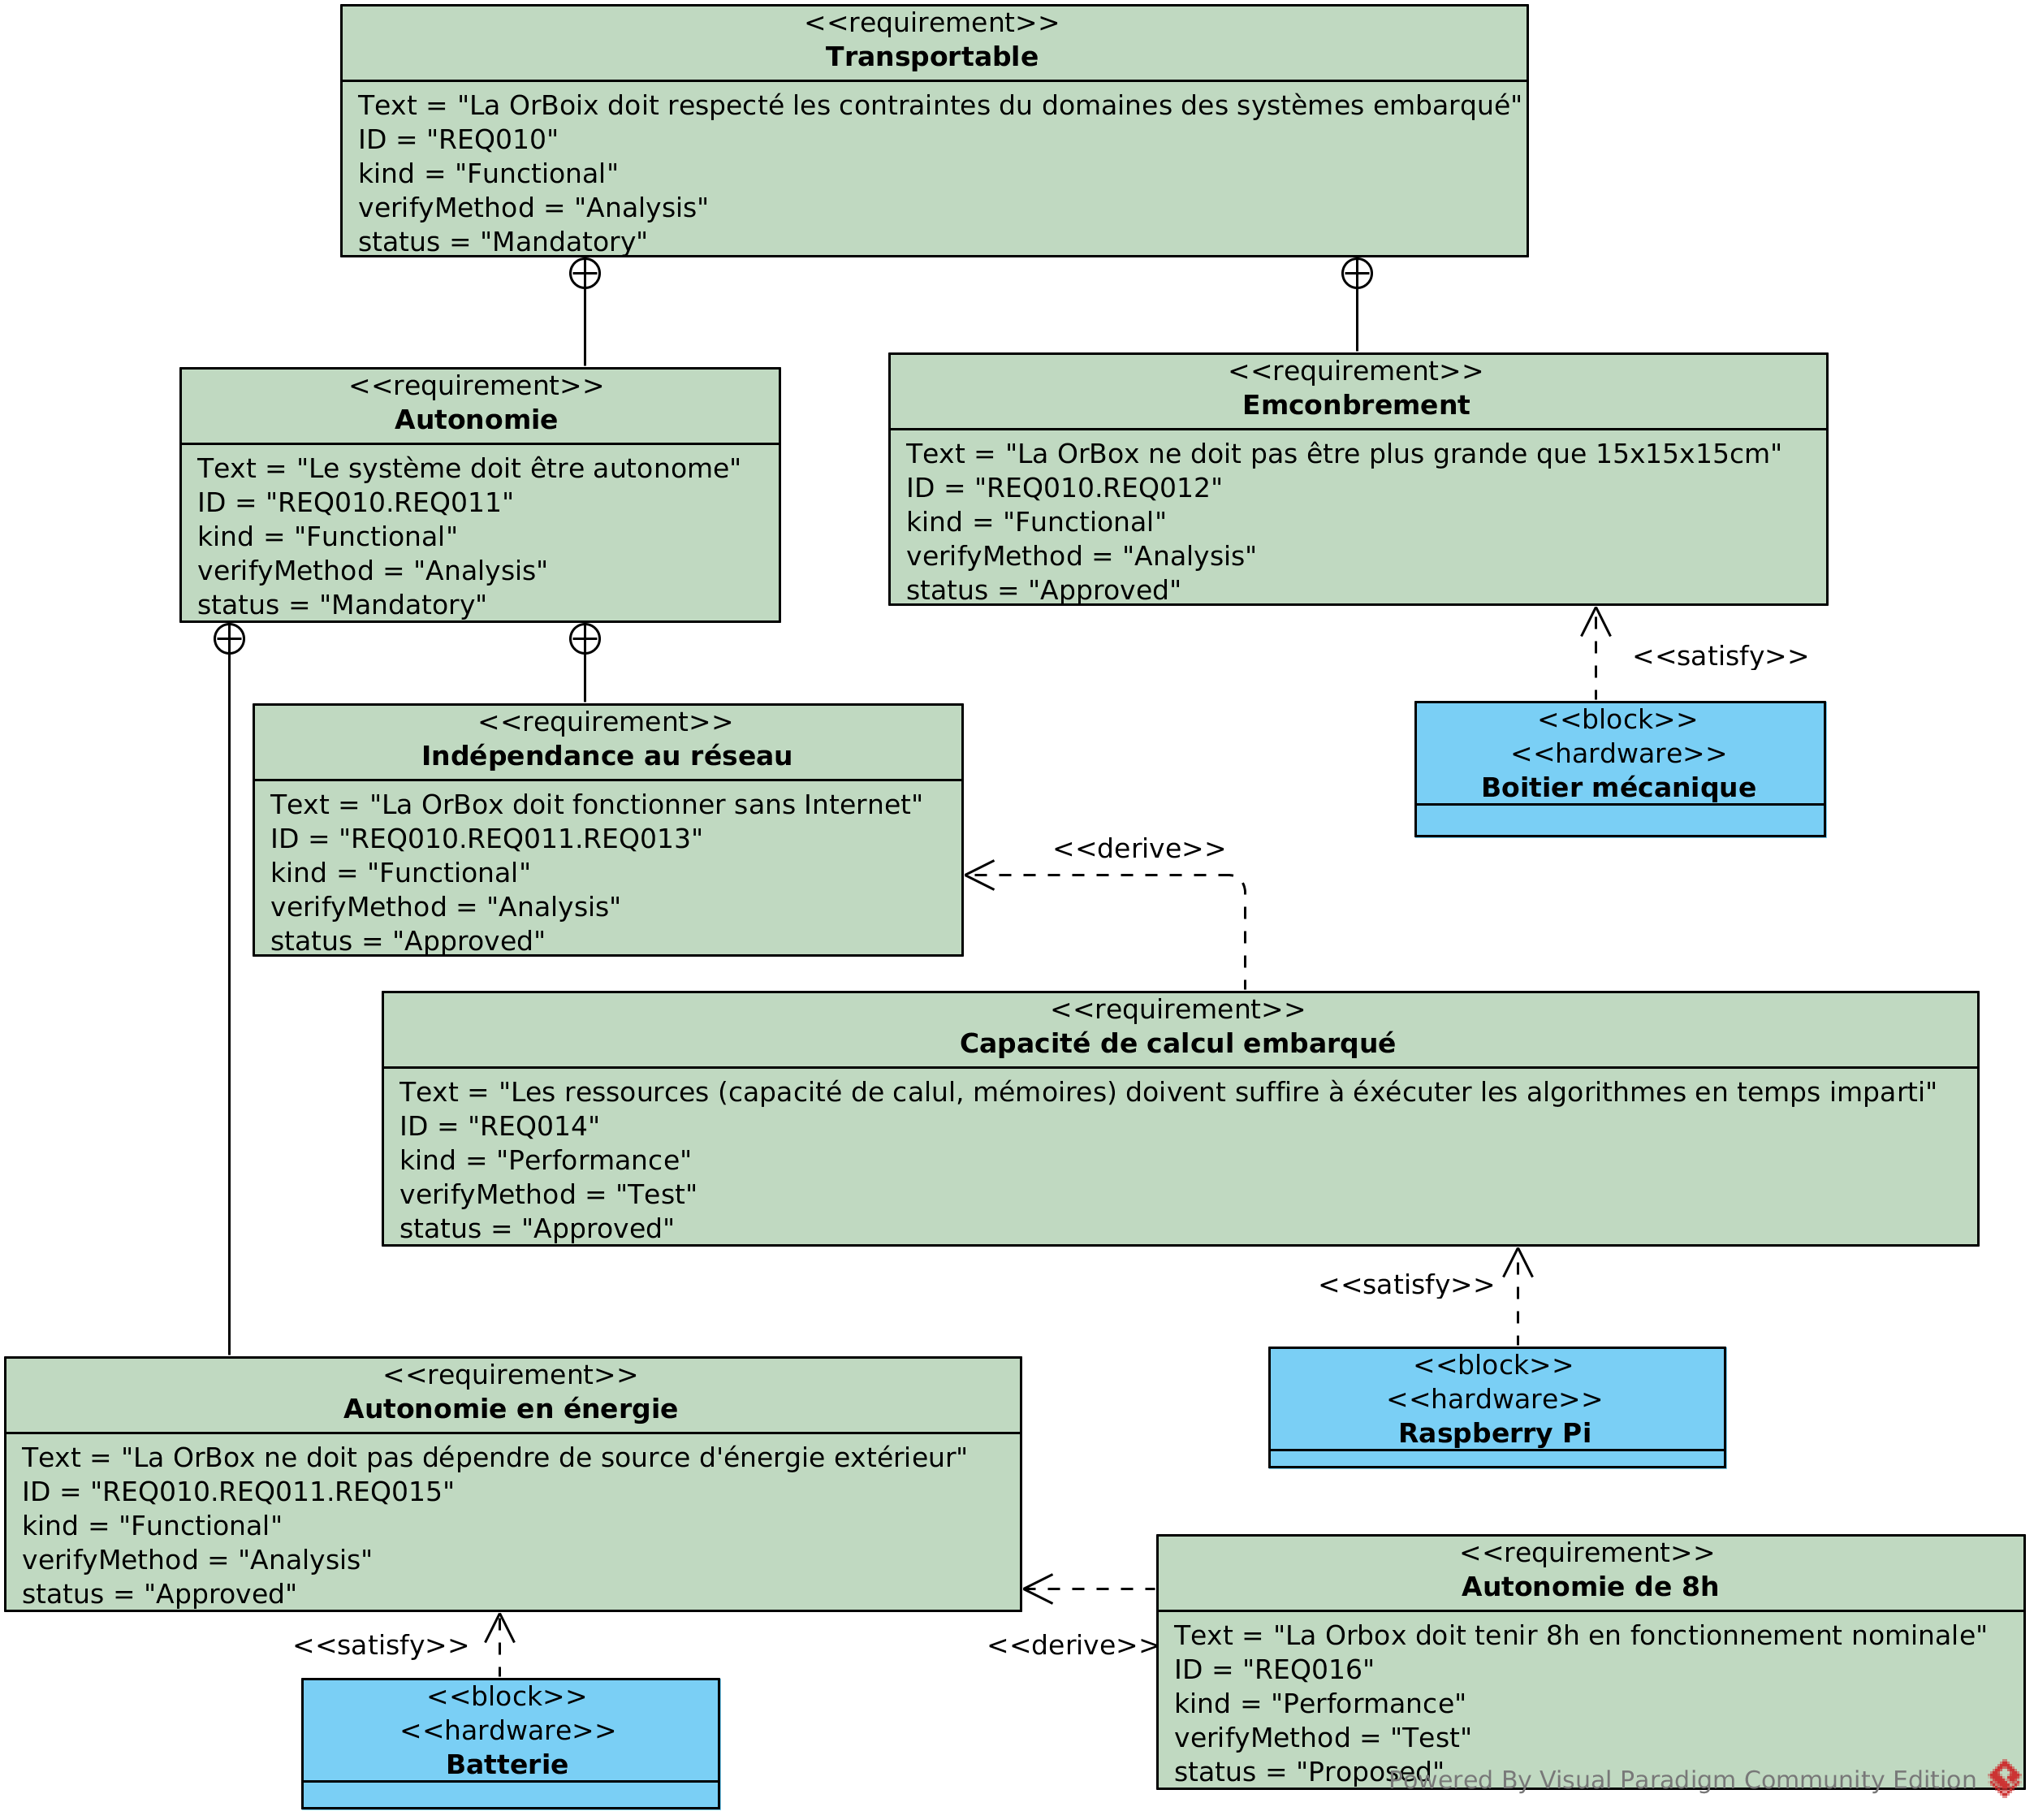 <<requirement>>
Transportable
Text = "La OrBoix doit respecté les contraintes du domaines des systèmes embarqué"
ID = "REQ010"
kind = "Functional"
verifyMethod = "Analysis"
status = "Mandatory"
<<requirement>>
Autonomie
Text = "Le système doit être autonome"
ID = "REQ010.REQ011"
kind = "Functional"
verifyMethod = "Analysis"
status = "Mandatory"
<<requirement>>
Emconbrement
Text = "La OrBox ne doit pas être plus grande que 15x15x15cm"
ID = "REQ010.REQ012"
kind = "Functional"
verifyMethod = "Analysis"
status = "Approved"
<<satisfy>>
<<block>>
<<hardware>>
Boitier mécanique
<<requirement>>
Indépendance au réseau
Text = "La OrBox doit fonctionner sans Internet"
ID = "REQ010.REQ011.REQ013"
kind = "Functional"
verifyMethod = "Analysis"
status = "Approved"
<<derive>>
<<requirement>>
Capacité de calcul embarqué
Text = "Les ressources (capacité de calul, mémoires) doivent suffire à éxécuter les algorithmes en temps imparti"
ID = "REQ014"
kind = "Performance"
verifyMethod = "Test"
status = "Approved"
<<satisfy>>
<<block>>
<<hardware>>
Raspberry Pi
<<requirement>>
Autonomie en énergie
Text = "La OrBox ne doit pas dépendre de source d'énergie extérieur"
ID = "REQ010.REQ011.REQ015"
kind = "Functional"
verifyMethod = "Analysis"
status = "Approved"
<<satisfy>>
<<block>>
<<hardware>>
Batterie
<<derive>>
<<requirement>>
Autonomie de 8h
Text = "La Orbox doit tenir 8h en fonctionnement nominale"
ID = "REQ016"
kind = "Performance"
verifyMethod = "Test"
status = "Proposed"
Powered By Visual Paradigm Community Edition